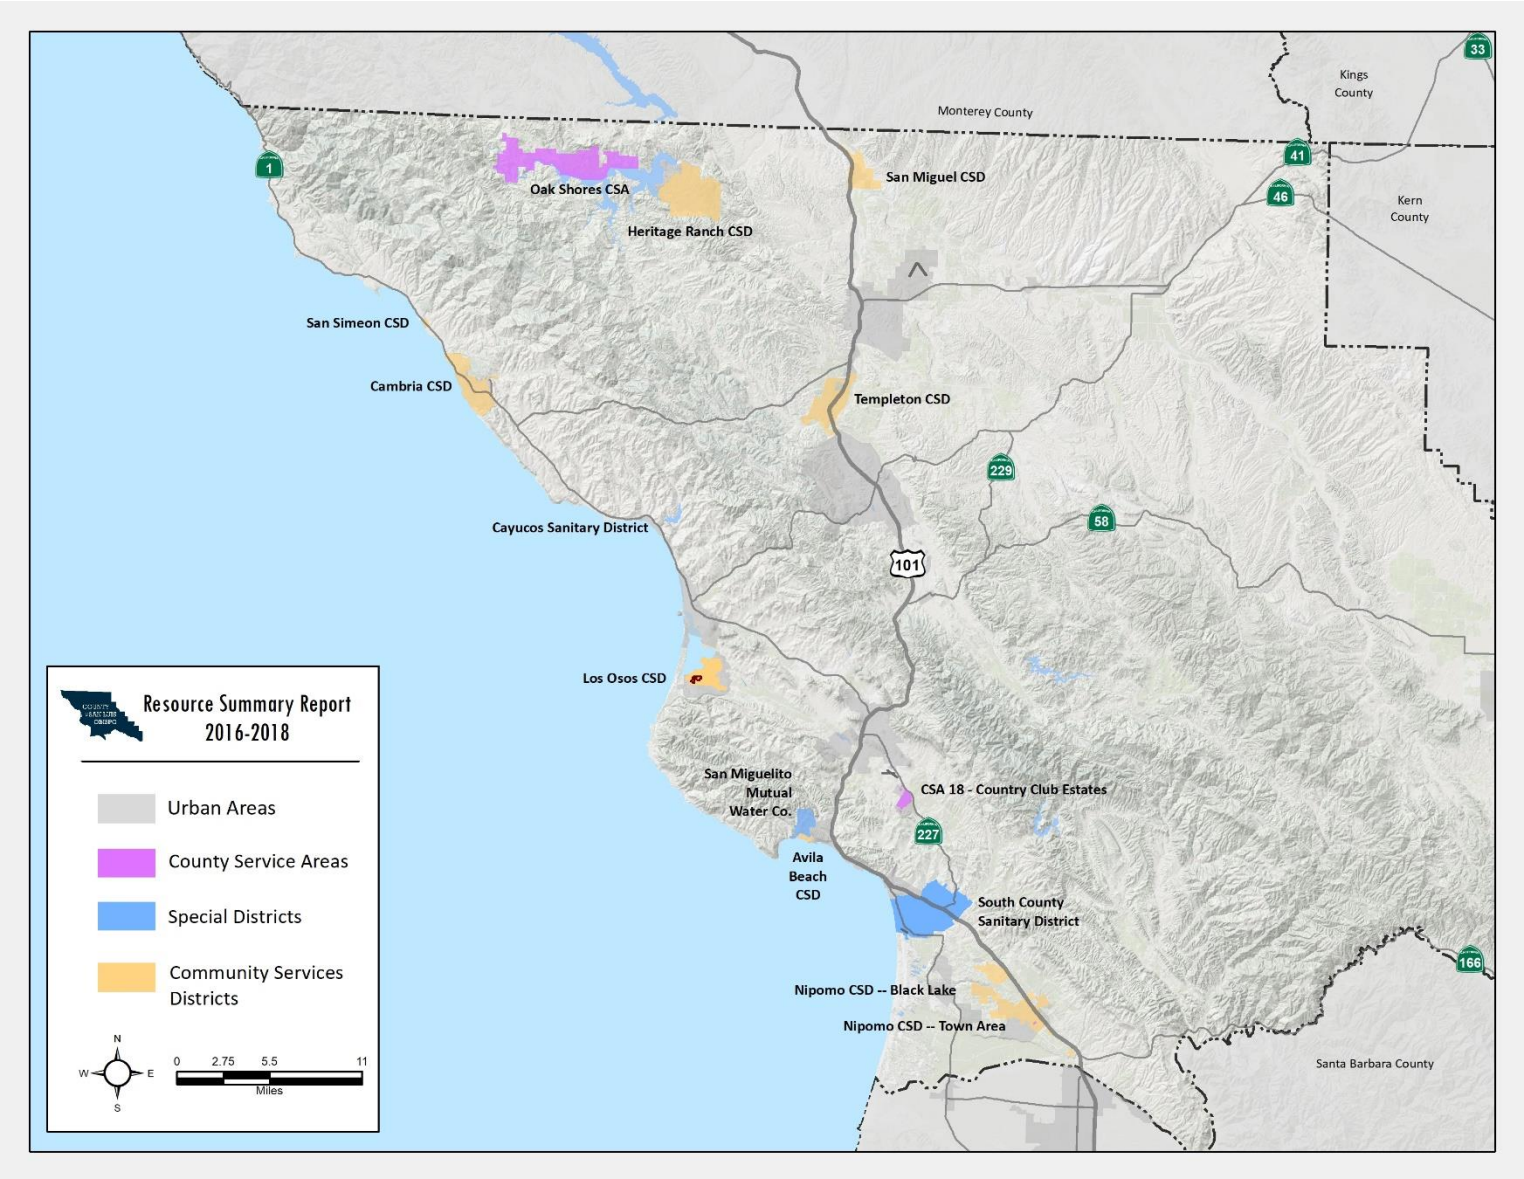 33
Kings
County
Monterey County
41
1
San Miguel CSD
Oak Shores CSA
46
Kern
County
Heritage Ranch CSD
San Simeon CSD
Cambria CSD
Templeton CSD
229
Cayucos Sanitary District
58
101
Los Osos CSD
San Miguelito
Mutual
Water Co.
CSA 18 - Country Club Estates
227
Avila
Beach
CSD
South County
Sanitary District
166
Nipomo CSD -- Black Lake
Nipomo CSD -- Town Area
Santa Barbara County
COUNTY
SAN LUIS
OBISPO
Resource Summary Report
2016-2018
Urban Areas
County Service Areas
Special Districts
Community Services
Districts
N
W E
S
0 2.75 5.5 11
Miles